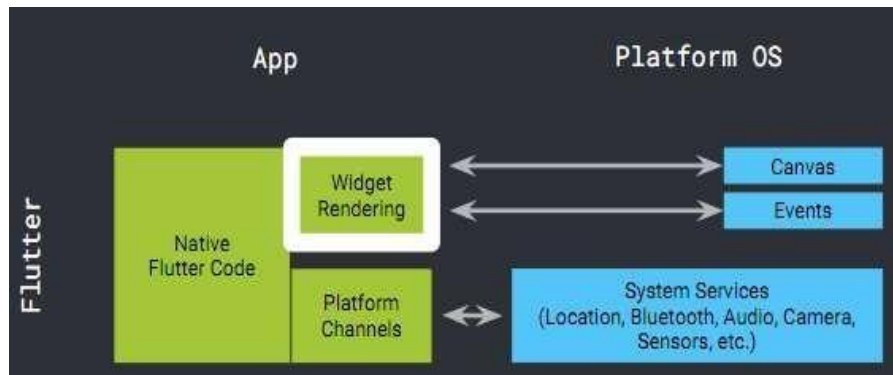 App
Platform OS
Flutter
Native
Flutter Code
Widget
Rendering
Platform
Channels
Canvas
Events
System Services
(Location, Bluetooth, Audio, Camera,
Sensors, etc.)